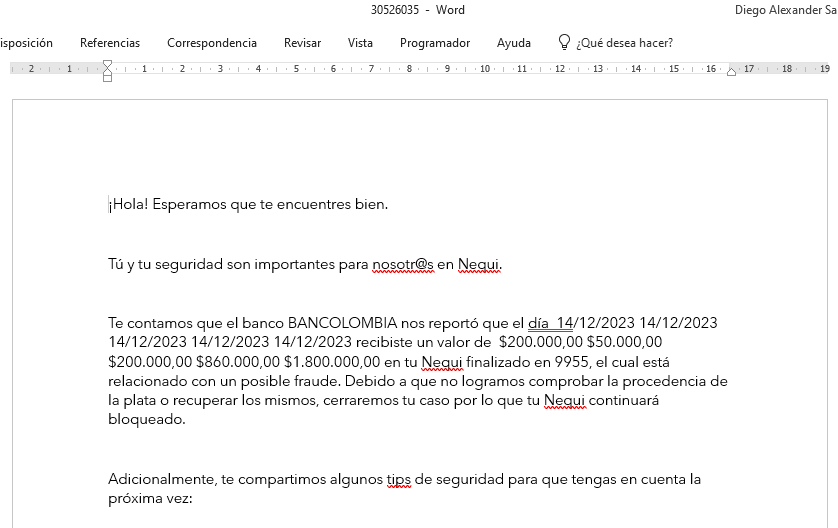 30526035 - Word
Diego Alexander Sa
isposición Referencias Correspondencia Revisar Vista Programador Ayuda ¿Qué desea hacer?
2 1 1 2 3 4 5 6 7 8 9 10 11 12 13 14 15 16 17 18 19
¡Hola! Esperamos que te encuentres bien.
Tú y tu seguridad son importantes para nosotr@s en Nequi.
Te contamos que el banco BANCOLOMBIA nos reportó que el día  14/12/2023 14/12/2023
14/12/2023 14/12/2023 14/12/2023 recibiste un valor de  $200.000,00 $50.000,00
$200.000,00 $860.000,00 $1.800.000,00 en tu Nequi finalizado en 9955, el cual está
relacionado con un posible fraude. Debido a que no logramos comprobar la procedencia de
la plata o recuperar los mismos, cerraremos tu caso por lo que tu Nequi continuará
bloqueado.
Adicionalmente, te compartimos algunos tips de seguridad para que tengas en cuenta la
próxima vez: